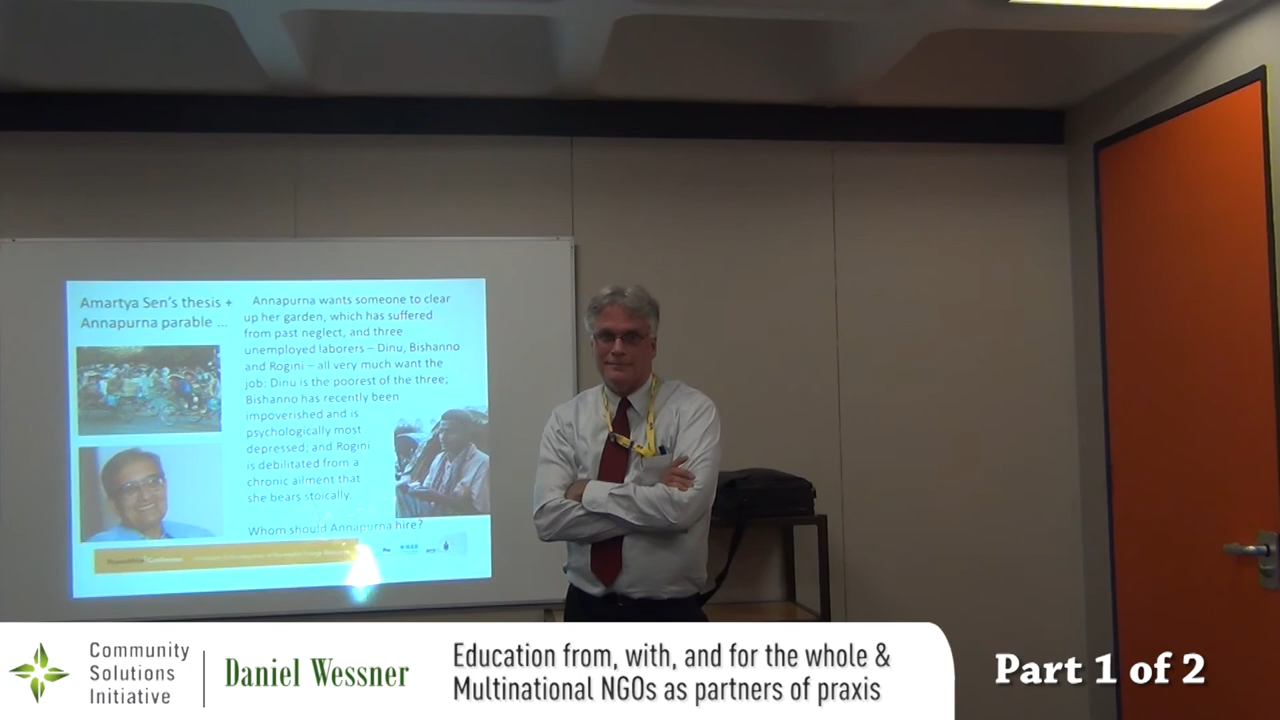 Amartya Sen's thesis +
Annapurna parable ...
Annapurna wants someone to clear
up her garden, which has suffered
from past neglect, and three
unemployed laborers – Dinu, Bishanno
and Rogini – all very much want the
job: Dinu is the poorest of the three;
Bishanno has recently been
impoverished and is
psychologically most
depressed; and Rogini
is debilitated from a
chronic ailment that
she bears stoically.
Whom should Annapurna hire?
Community
Solutions
Initiative
Daniel Wessner
Education from, with, and for the whole &
Multinational NGOs as partners of praxis
Part 1 of 2